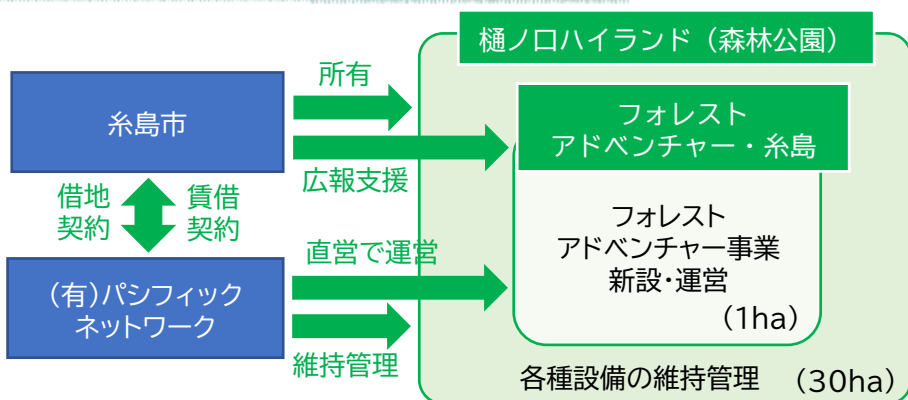 樋ノ口ハイランド（森林公園）
所有
糸島市
フォレスト
アドベンチャー・糸島
広報支援
借地
契約
賃借
契約
フォレスト
アドベンチャー事業
新設・運営
（1ha）
直営で運営
(有)パシフィック
ネットワーク
維持管理
各種設備の維持管理 （30ha）